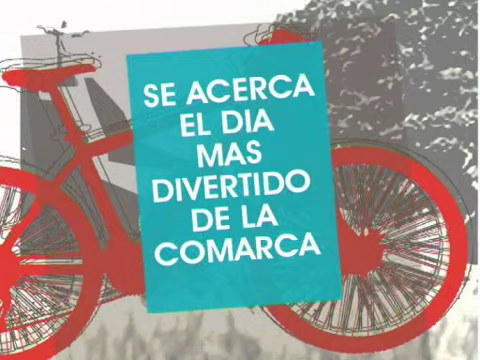 SE ACERCA
EL DIA
MAS
DIVERTIDO
DE LA
COMARCA